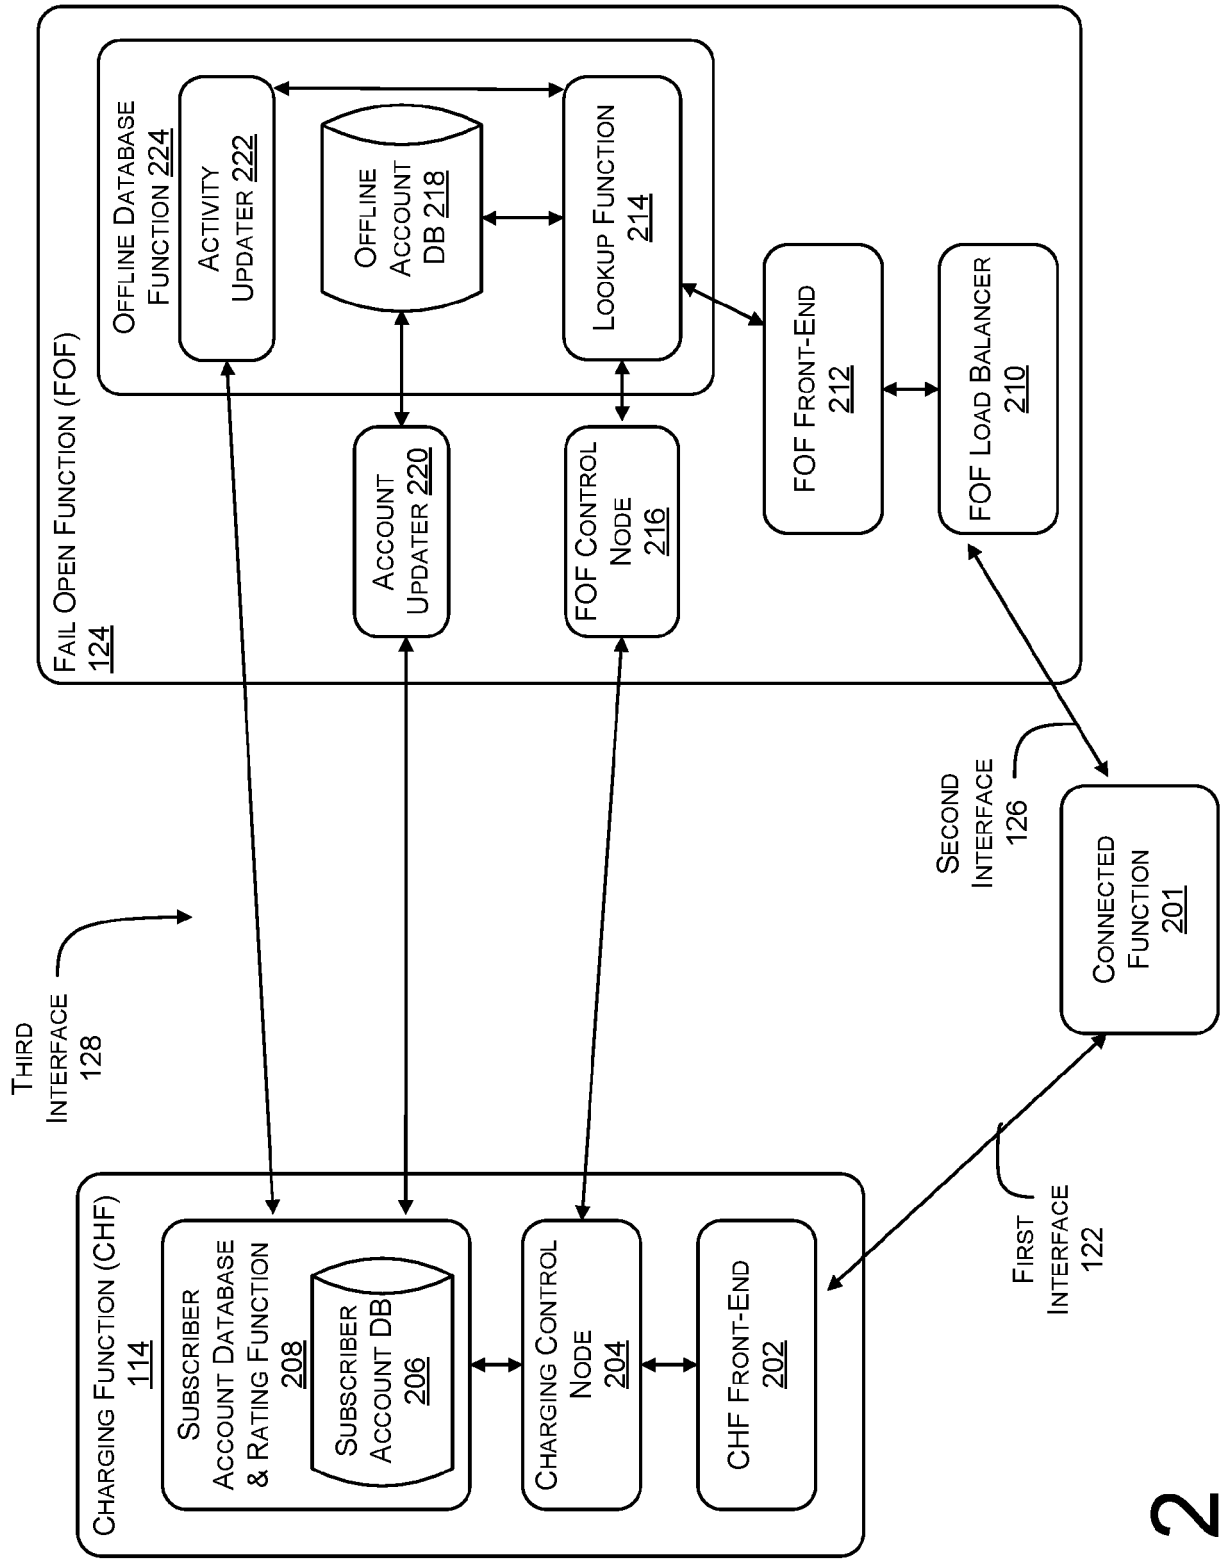 CHARGING FUNCTION (CHF)
114
SUBSCRIBER
ACCOUNT DATABASE
& RATING FUNCTION
208
SUBSCRIBER
ACCOUNT DB
206
CHARGING CONTROL
NODE
204
CHF FRONT-END
202
THIRD
INTERFACE
128
FIRST
INTERFACE
122
CONNECTED
FUNCTION
201
SECOND
INTERFACE
126
FAIL OPEN FUNCTION (FOF)
124
OFFLINE DATABASE
FUNCTION 224
ACTIVITY
UPDATER 222
OFFLINE
ACCOUNT
DB 218
LOOKUP FUNCTION
214
ACCOUNT
UPDATER 220
FOF CONTROL
NODE
216
FOF FRONT-END
212
FOF LOAD BALANCER
210
2